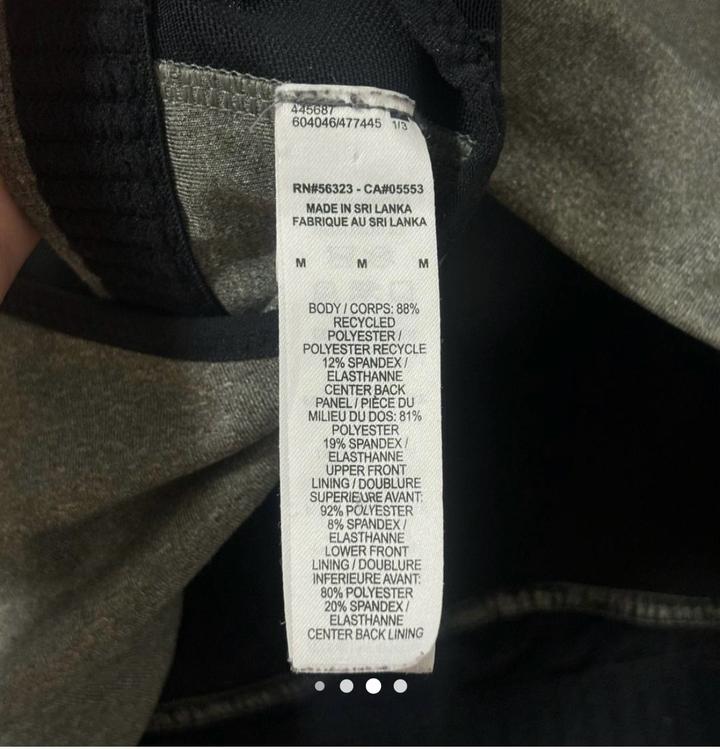 445687
604046/477445 1/3
RN#56323 - CA#05553
MADE IN SRI LANKA
FABRIQUE AU SRI LANKA
M M M
BODY / CORPS: 88%
RECYCLED
POLYESTER /
POLYESTER RECYCLE
12% SPANDEX /
ELASTHANNE
CENTER BACK
PANEL / PIÈCE DU
MILIEU DU DOS: 81%
POLYESTER
19% SPANDEX /
ELASTHANNE
UPPER FRONT
LINING / DOUBLURE
SUPERIEURE AVANT:
92% POLYESTER
8% SPANDEX /
ELASTHANNE
LOWER FRONT
LINING / DOUBLURE
INFERIEURE AVANT:
80% POLYESTER
20% SPANDEX /
ELASTHANNE
CENTER BACK LINING